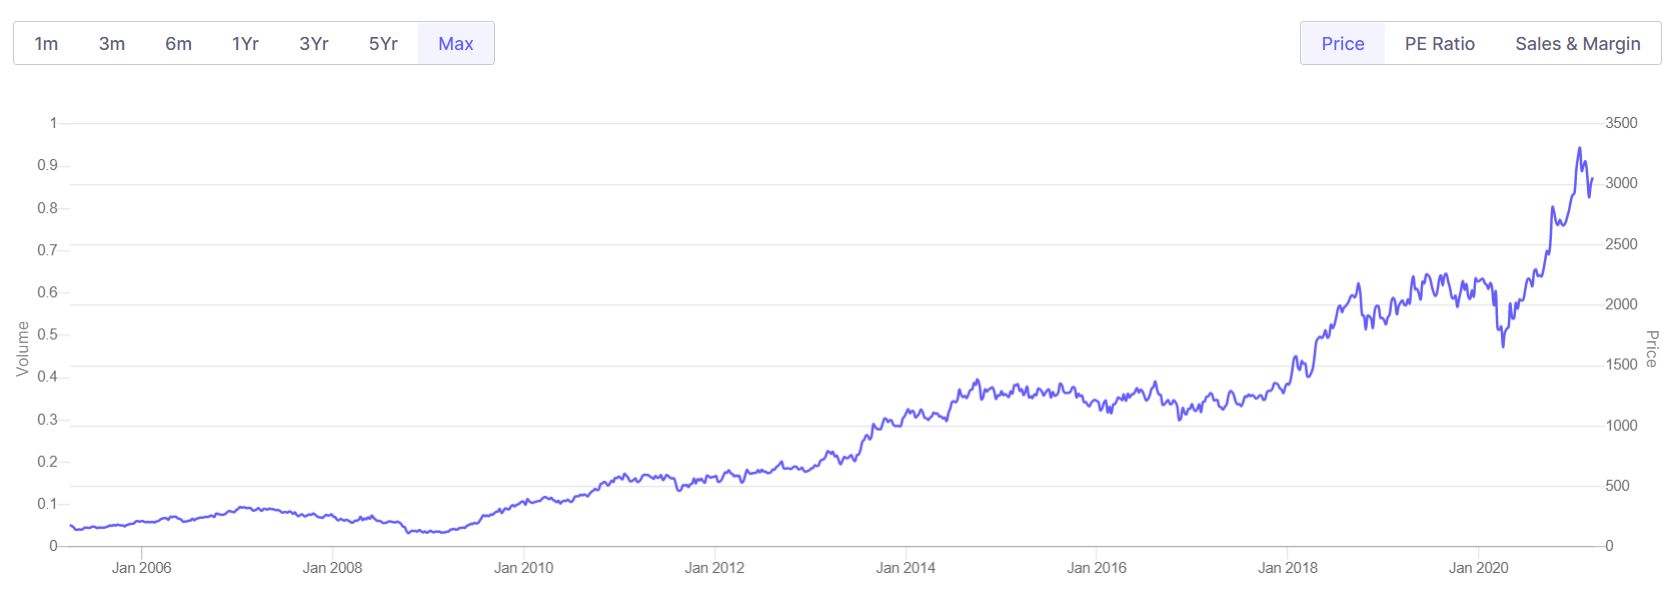 1m 3m 6m 1Yr 3Yr 5Yr Max Price PE Ratio Sales & Margin
1 3500
0.9
0.8 3000
0.7 2500
0.6 2000
0.5
0.4 1500
0.3 1000
0.2
0.1 500
0 0
Volume
Price
Jan 2006 Jan 2008 Jan 2010 Jan 2012 Jan 2014 Jan 2016 Jan 2018 Jan 2020